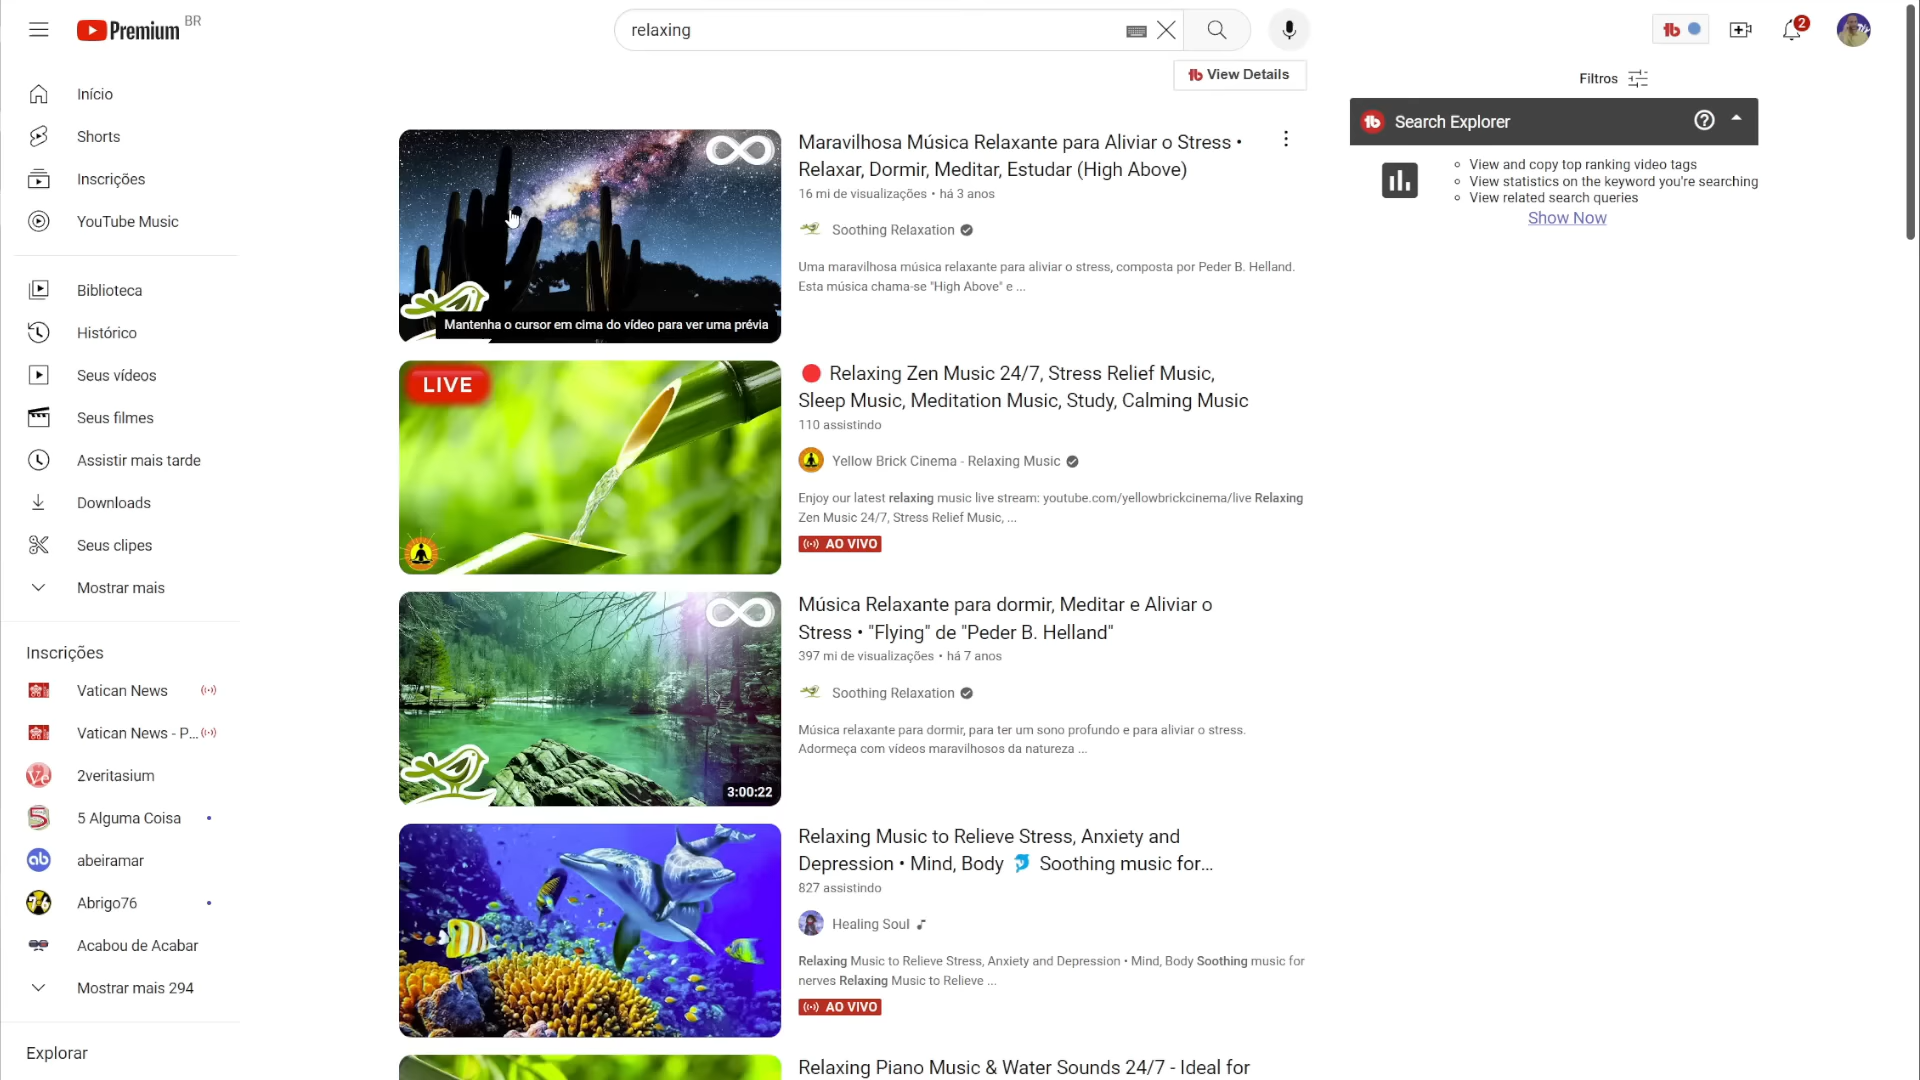 Premium BR
relaxing
2
View Details
Filtros
Search Explorer
View and copy top ranking video tags
View statistics on the keyword you're searching
View related search queries
Show Now
Início
Shorts
Inscrições
YouTube Music
Biblioteca
Histórico
Seus vídeos
Seus filmes
Assistir mais tarde
Downloads
Seus clipes
Mostrar mais
Inscrições
Vatican News
Vatican News - P...
2veritasium
5 Alguma Coisa
abeiramar
Abrigo76
Acabou de Acabar
Mostrar mais 294
Explorar
Mantenha o cursor em cima do vídeo para ver uma prévia
Maravilhosa Música Relaxante para Aliviar o Stress •
Relaxar, Dormir, Meditar, Estudar (High Above)
16 mi de visualizações • há 3 anos
Soothing Relaxation
Uma maravilhosa música relaxante para aliviar o stress, composta por Peder B. Helland.
Esta música chama-se "High Above" e ...
LIVE
Relaxing Zen Music 24/7, Stress Relief Music,
Sleep Music, Meditation Music, Study, Calming Music
110 assistindo
Yellow Brick Cinema - Relaxing Music
Enjoy our latest relaxing music live stream: youtube.com/yellowbrickcinema/live Relaxing
Zen Music 24/7, Stress Relief Music, ...
AO VIVO
3:00:22
Música Relaxante para dormir, Meditar e Aliviar o
Stress • "Flying" de "Peder B. Helland"
397 mi de visualizações • há 7 anos
Soothing Relaxation
Música relaxante para dormir, para ter um sono profundo e para aliviar o stress.
Adormeça com vídeos maravilhosos da natureza ...
Relaxing Music to Relieve Stress, Anxiety and
Depression • Mind, Body 🐬 Soothing music for...
827 assistindo
Healing Soul
Relaxing Music to Relieve Stress, Anxiety and Depression • Mind, Body Soothing music for
nerves Relaxing Music to Relieve ...
AO VIVO
Relaxing Piano Music & Water Sounds 24/7 - Ideal for